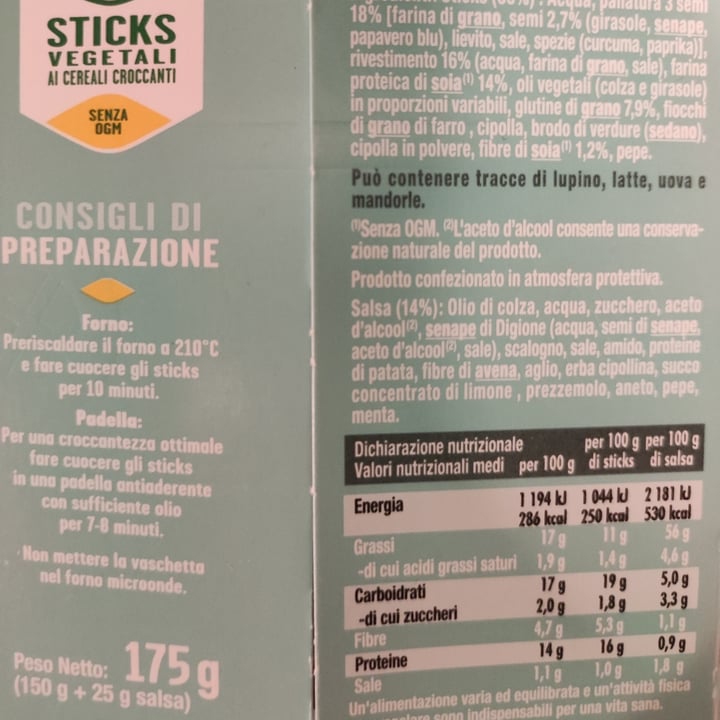 STICKS
VEGETALI
AI CEREALI CROCCANTI
SENZA
OGM
CONSIGLI DI
PREPARAZIONE
Forno:
Preriscaldare il forno a 210°C
e fare cuocere gli sticks
per 10 minuti.
Padella:
Per una croccantezza ottimale
fare cuocere gli sticks
in una padella antiaderente
con sufficiente olio
per 7-8 minuti.
Non mettere la vaschetta
nel forno microonde.
Peso Netto: 175 g
(150 g + 25 g salsa)
Acqua, panatura 3 semi
18% [farina di grano, semi 2,7% (girasole, senape,
papavero blu), lievito, sale, spezie (curcuma, paprika)],
rivestimento 16% (acqua, farina di grano, sale), farina
proteica di soia(1) 14%, oli vegetali (colza e girasole)
in proporzioni variabili, glutine di grano 7,9%, fiocchi
di grano di farro , cipolla, brodo di verdure (sedano),
cipolla in polvere, fibre di soia(1) 1,2%, pepe.
Può contenere tracce di lupino, latte, uova e
mandorle.
(1)Senza OGM. (2)L'aceto d'alcool consente una conserva-
zione naturale del prodotto.
Prodotto confezionato in atmosfera protettiva.
Salsa (14%): Olio di colza, acqua, zucchero, aceto
d'alcool(2), senape di Digione (acqua, semi di senape,
aceto d'alcool(2), sale), scalogno, sale, amido, proteine
di patata, fibre di avena, aglio, erba cipollina, succo
concentrato di limone , prezzemolo, aneto, pepe,
menta.
Dichiarazione nutrizionale per 100 g per 100 g
Valori nutrizionali medi per 100 g di sticks di salsa
Energia 1 194 kJ 1 044 kJ 2 181 kJ
286 kcal 250 kcal 530 kcal
Grassi 17 g 11 g 56 g
-di cui acidi grassi saturi 1,9 g 1,4 g 4,6 g
Carboidrati 17 g 19 g 5,0 g
-di cui zuccheri 2,0 g 1,8 g 3,3 g
Fibre 4,7 g 5,3 g 1,1 g
Proteine 14 g 16 g 0,9 g
Sale 1,1 g 1,0 g 1,8 g
Un'alimentazione varia ed equilibrata e un'attività fisica
sono indispensabili per una vita sana.